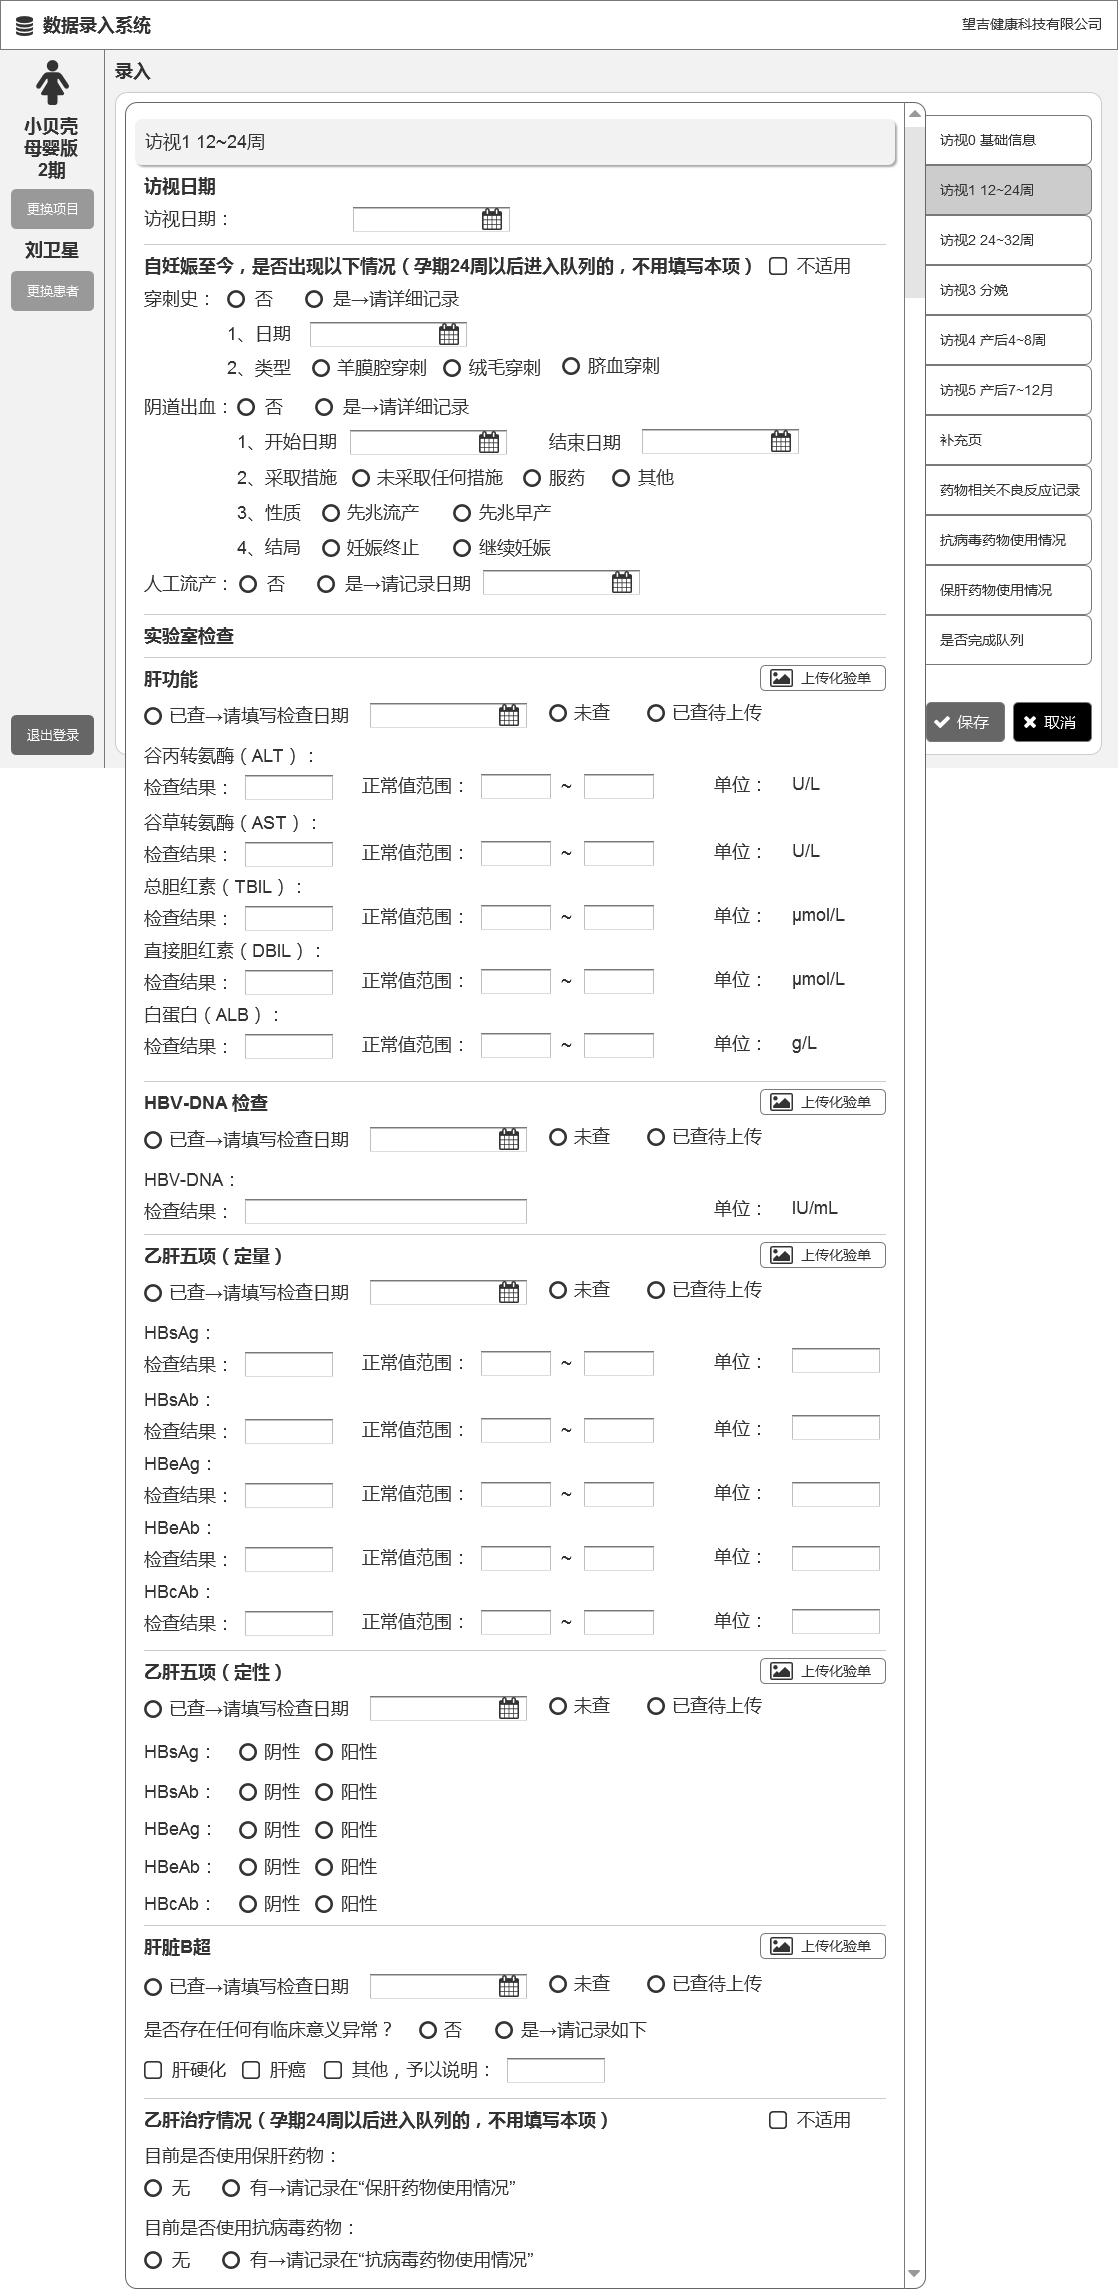 数据录入系统
望吉健康科技有限公司
小贝壳
母婴版
2期
更换项目
刘卫星
更换患者
退出登录
录入
访视1 12~24周
访视日期
访视日期：
自妊娠至今，是否出现以下情况（孕期24周以后进入队列的，不用填写本项） 不适用
穿刺史： 否 是→请详细记录
1、日期
2、类型 羊膜腔穿刺 绒毛穿刺 脐血穿刺
阴道出血： 否 是→请详细记录
1、开始日期 结束日期
2、采取措施 未采取任何措施 服药 其他
3、性质 先兆流产 先兆早产
4、结局 妊娠终止 继续妊娠
人工流产： 否 是→请记录日期
实验室检查
肝功能 上传化验单
已查→请填写检查日期 未查 已查待上传
谷丙转氨酶（ALT）：
检查结果： 正常值范围： ~ 单位： U/L
谷草转氨酶（AST）：
检查结果： 正常值范围： ~ 单位： U/L
总胆红素（TBIL）：
检查结果： 正常值范围： ~ 单位： μmol/L
直接胆红素（DBIL）：
检查结果： 正常值范围： ~ 单位： μmol/L
白蛋白（ALB）：
检查结果： 正常值范围： ~ 单位： g/L
HBV-DNA 检查 上传化验单
已查→请填写检查日期 未查 已查待上传
HBV-DNA：
检查结果： 单位： IU/mL
乙肝五项（定量） 上传化验单
已查→请填写检查日期 未查 已查待上传
HBsAg：
检查结果： 正常值范围： ~ 单位：
HBsAb：
检查结果： 正常值范围： ~ 单位：
HBeAg：
检查结果： 正常值范围： ~ 单位：
HBeAb：
检查结果： 正常值范围： ~ 单位：
HBcAb：
检查结果： 正常值范围： ~ 单位：
乙肝五项（定性） 上传化验单
已查→请填写检查日期 未查 已查待上传
HBsAg： 阴性 阳性
HBsAb： 阴性 阳性
HBeAg： 阴性 阳性
HBeAb： 阴性 阳性
HBcAb： 阴性 阳性
肝脏B超 上传化验单
已查→请填写检查日期 未查 已查待上传
是否存在任何有临床意义异常？ 否 是→请记录如下
肝硬化 肝癌 其他，予以说明：
乙肝治疗情况（孕期24周以后进入队列的，不用填写本项） 不适用
目前是否使用保肝药物：
无 有→请记录在“保肝药物使用情况”
目前是否使用抗病毒药物：
无 有→请记录在“抗病毒药物使用情况”
访视0 基础信息
访视1 12~24周
访视2 24~32周
访视3 分娩
访视4 产后4~8周
访视5 产后7~12月
补充页
药物相关不良反应记录
抗病毒药物使用情况
保肝药物使用情况
是否完成队列
保存 取消